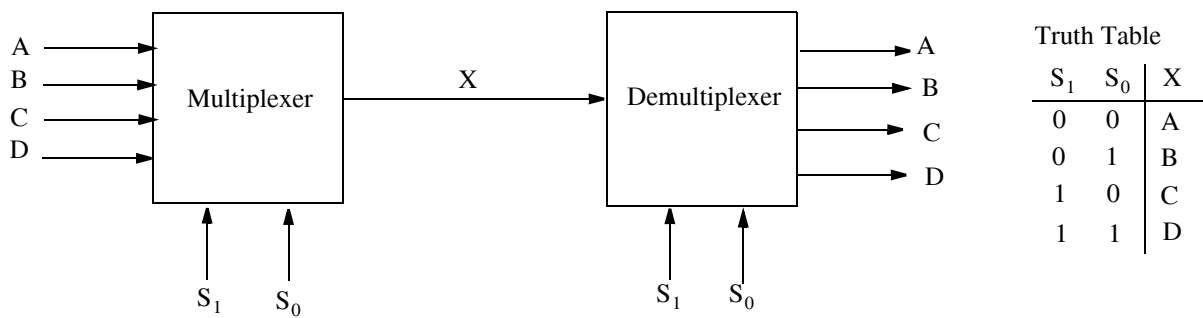 A
B
C
D
Multiplexer
S1 S0
X
Demultiplexer
A
B
C
D
S1 S0
Truth Table
S1 S0 X
0 0 A
0 1 B
1 0 C
1 1 D